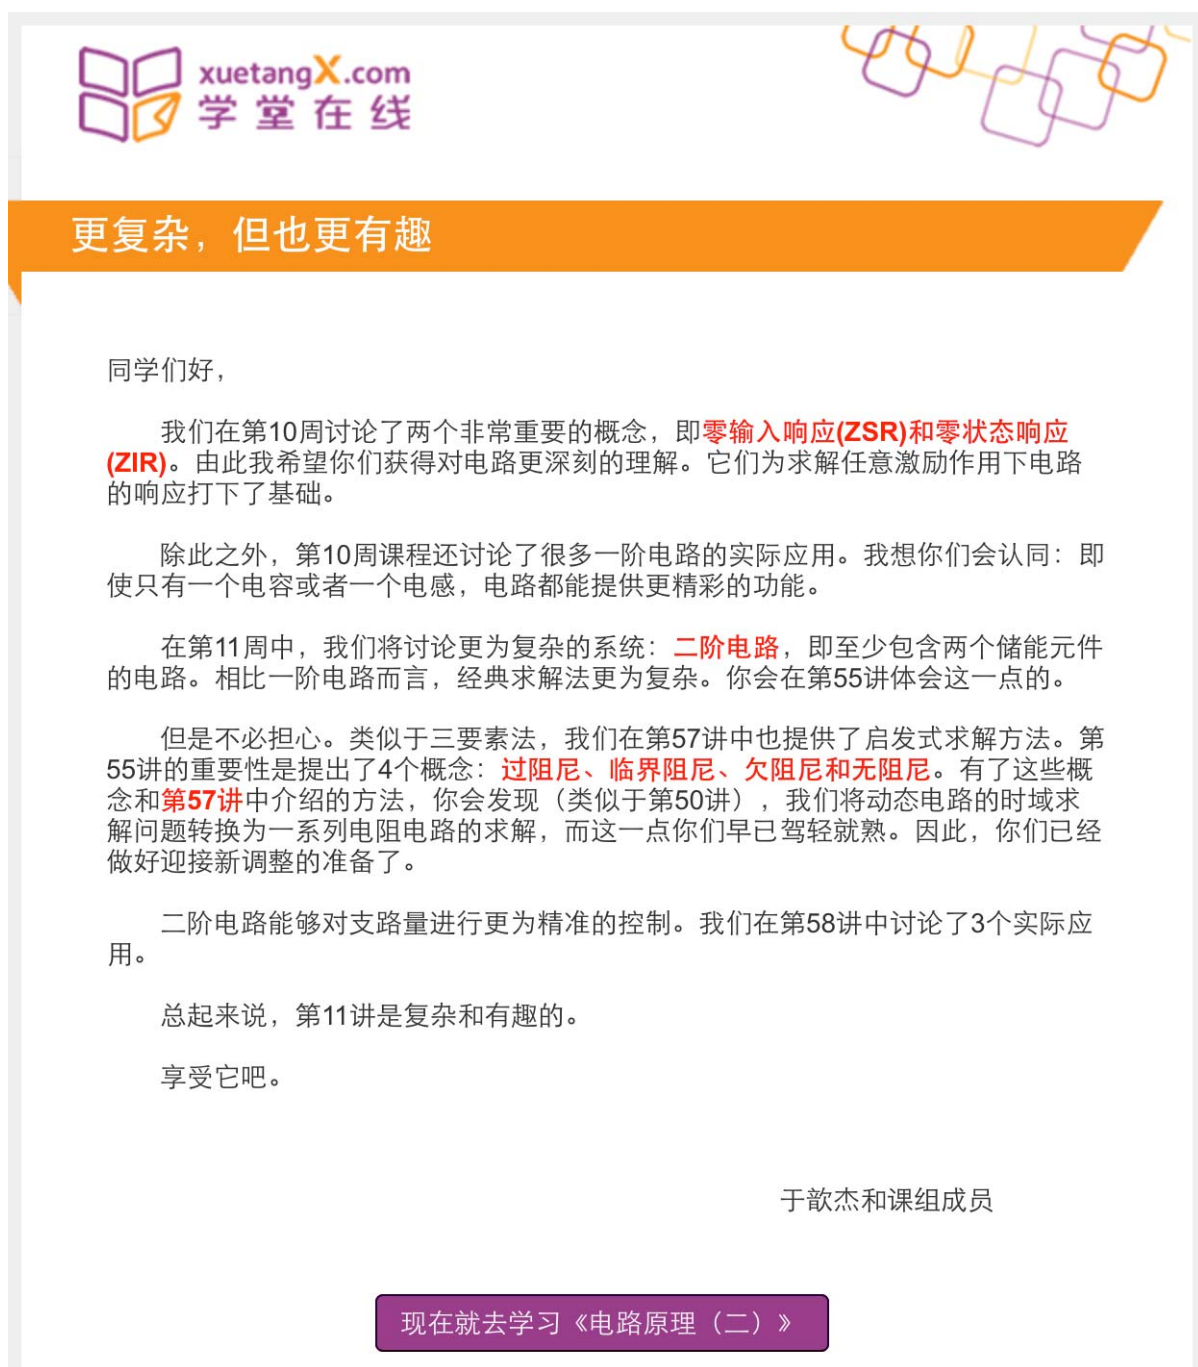 xuetangX.com
学堂在线
更复杂，但也更有趣
同学们好，
我们在第10周讨论了两个非常重要的概念，即零输入响应(ZSR)和零状态响应
(ZIR)。由此我希望你们获得对电路更深刻的理解。它们为求解任意激励作用下电路
的响应打下了基础。
除此之外，第10周课程还讨论了很多一阶电路的实际应用。我想你们会认同：即
使只有一个电容或者一个电感，电路都能提供更精彩的功能。
在第11周中，我们将讨论更为复杂的系统：二阶电路，即至少包含两个储能元件
的电路。相比一阶电路而言，经典求解法更为复杂。你会在第55讲体会这一点的。
但是不必担心。类似于三要素法，我们在第57讲中也提供了启发式求解方法。第
55讲的重要性是提出了4个概念：过阻尼、临界阻尼、欠阻尼和无阻尼。有了这些概
念和第57讲中介绍的方法，你会发现（类似于第50讲），我们将动态电路的时域求
解问题转换为一系列电阻电路的求解，而这一点你们早已驾轻就熟。因此，你们已经
做好迎接新调整的准备了。
二阶电路能够对支路量进行更为精准的控制。我们在第58讲中讨论了3个实际应
用。
总起来说，第11讲是复杂和有趣的。
享受它吧。
于歆杰和课组成员
现在就去学习《电路原理（二）》